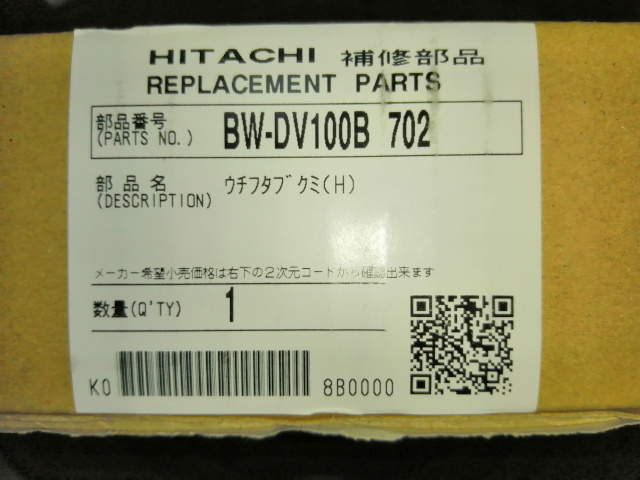 HITACHI 補修部品
REPLACEMENT PARTS
部品番号
(PARTS NO.) BW-DV100B 702
部品名
(DESCRIPTION) ウチフタブクミ(H)
メーカー希望小売価格は右下の2次元コードから確認出来ます
数量(Q'TY) 1
K0 8B0000